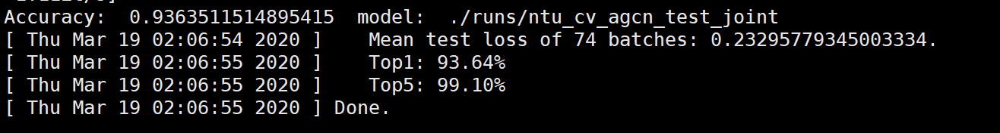 Accuracy:  0.9363511514895415  model:  ./runs/ntu_cv_agcn_test_joint
[ Thu Mar 19 02:06:54 2020 ]    Mean test loss of 74 batches: 0.23295779345003334.
[ Thu Mar 19 02:06:55 2020 ]    Top1: 93.64%
[ Thu Mar 19 02:06:55 2020 ]    Top5: 99.10%
[ Thu Mar 19 02:06:55 2020 ] Done.